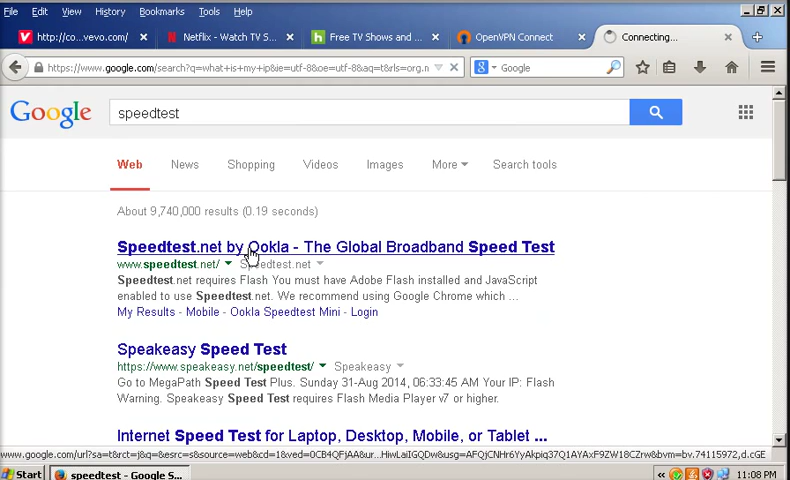 File Edit View History Bookmarks Tools Help
http://co....vevo.com/ Netflix - Watch TV S... Free TV Shows and ... OpenVPN Connect Connecting...
https://www.google.com/search?q=what+is+my+ip&ie=utf-8&oe=utf-8&aq=t&rls=org.n Google
Google speedtest
Web News Shopping Videos Images More Search tools
About 9,740,000 results (0.19 seconds)
Speedtest.net by Ookla - The Global Broadband Speed Test
www.speedtest.net/ Speedtest.net
Speedtest.net requires Flash You must have Adobe Flash installed and JavaScript
enabled to use Speedtest.net. We recommend using Google Chrome which ...
My Results - Mobile - Ookla Speedtest Mini - Login
Speakeasy Speed Test
https://www.speakeasy.net/speedtest/ Speakeasy
Go to MegaPath Speed Test Plus. Sunday 31-Aug 2014, 06:33:45 AM Your IP: Flash
Warning. Speakeasy Speed Test requires Flash Media Player v7 or higher.
Internet Speed Test for Laptop, Desktop, Mobile, or Tablet ...
Start speedtest - Google S... 11:08 PM